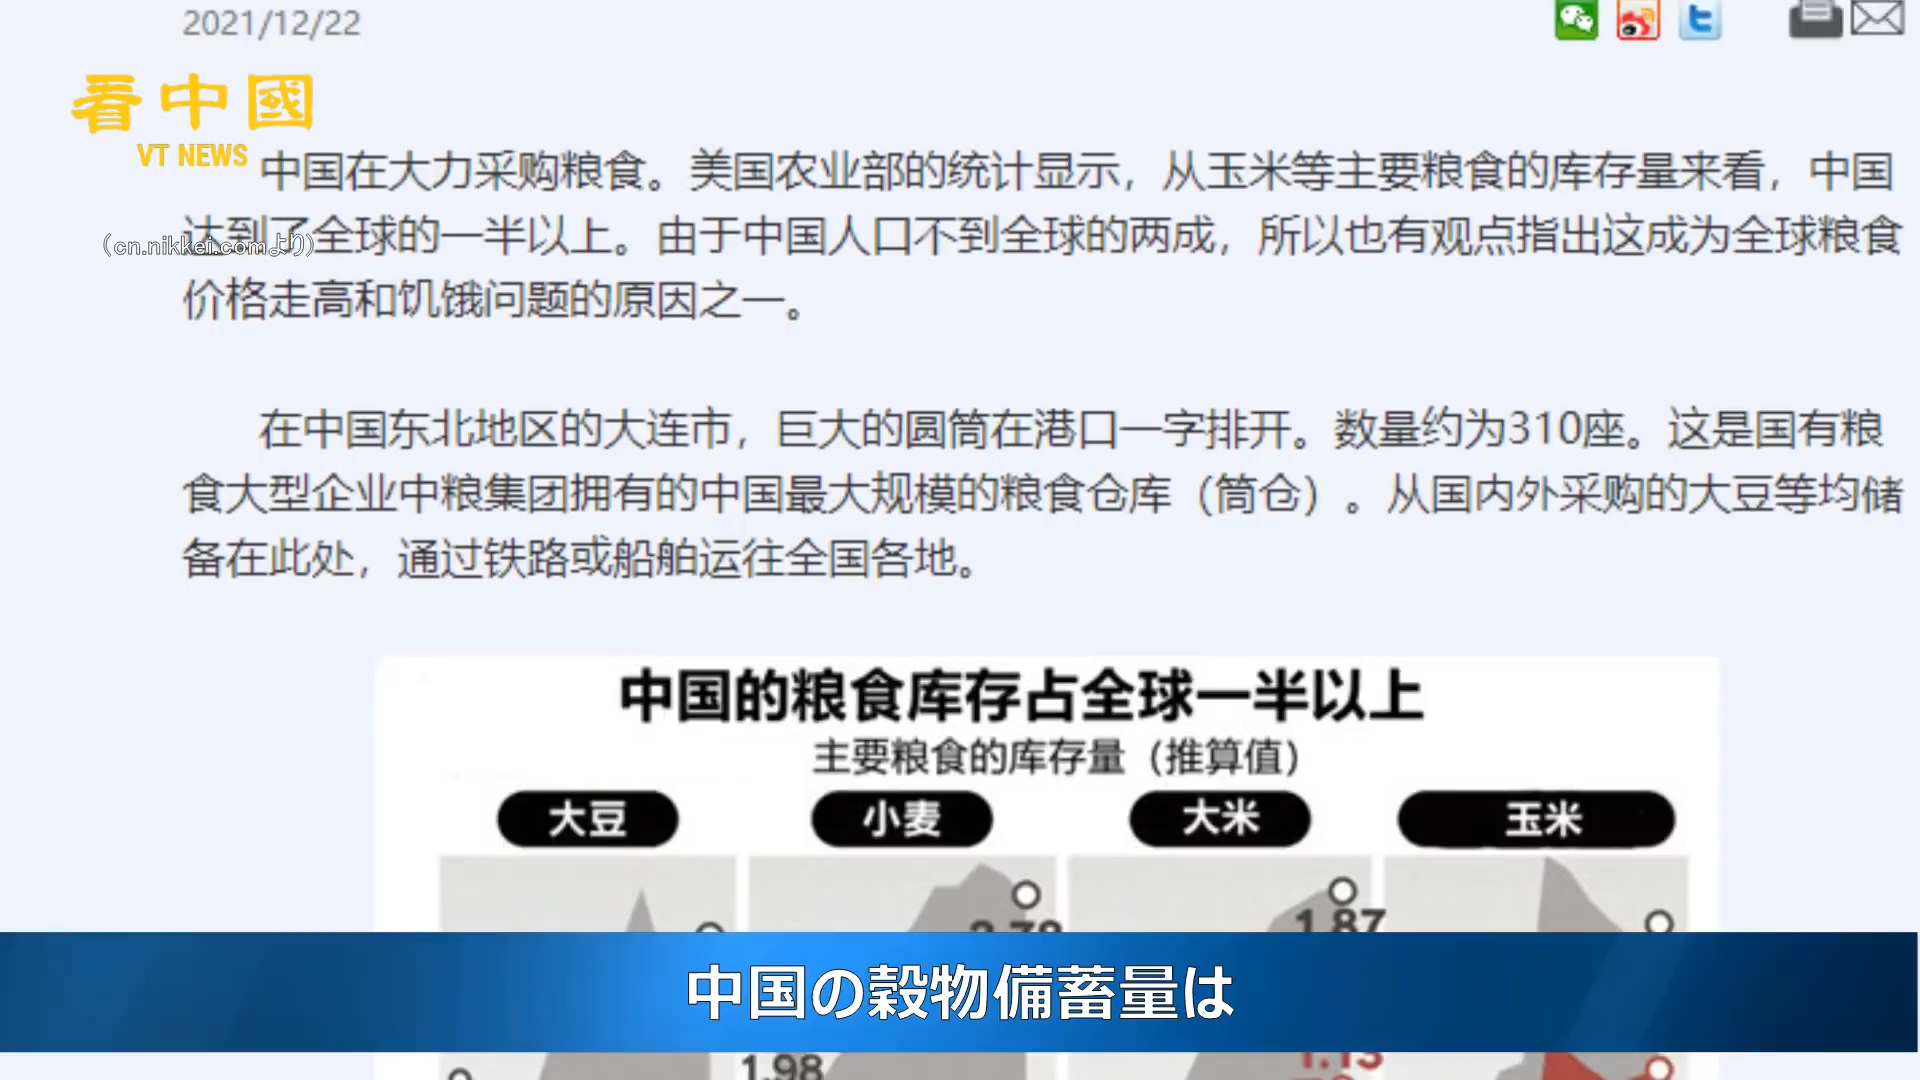 2021/12/22
看中國
VT NEWS
中国在大力采购粮食。美国农业部的统计显示，从玉米等主要粮食的库存量来看，中国
达到了全球的一半以上。由于中国人口不到全球的两成，所以也有观点指出这成为全球粮食
（cn.nikkei.comより）
价格走高和饥饿问题的原因之一。
在中国东北地区的大连市，巨大的圆筒在港口一字排开。数量约为310座。这是国有粮
食大型企业中粮集团拥有的中国最大规模的粮食仓库（筒仓）。从国内外采购的大豆等均储
备在此处，通过铁路或船舶运往全国各地。
中国的粮食库存占全球一半以上
主要粮食的库存量（推算值）
大豆
小麦
大米
玉米
2.78
1.87
中国の穀物備蓄量は
1.98
1.13